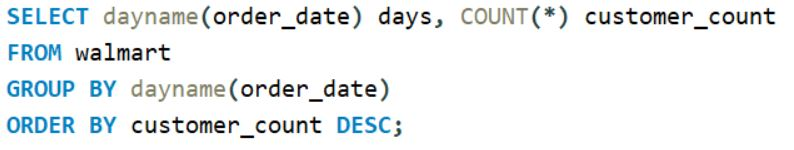 SELECT dayname(order_date) days, COUNT(*) customer_count
FROM walmart
GROUP BY dayname(order_date)
ORDER BY customer_count DESC;